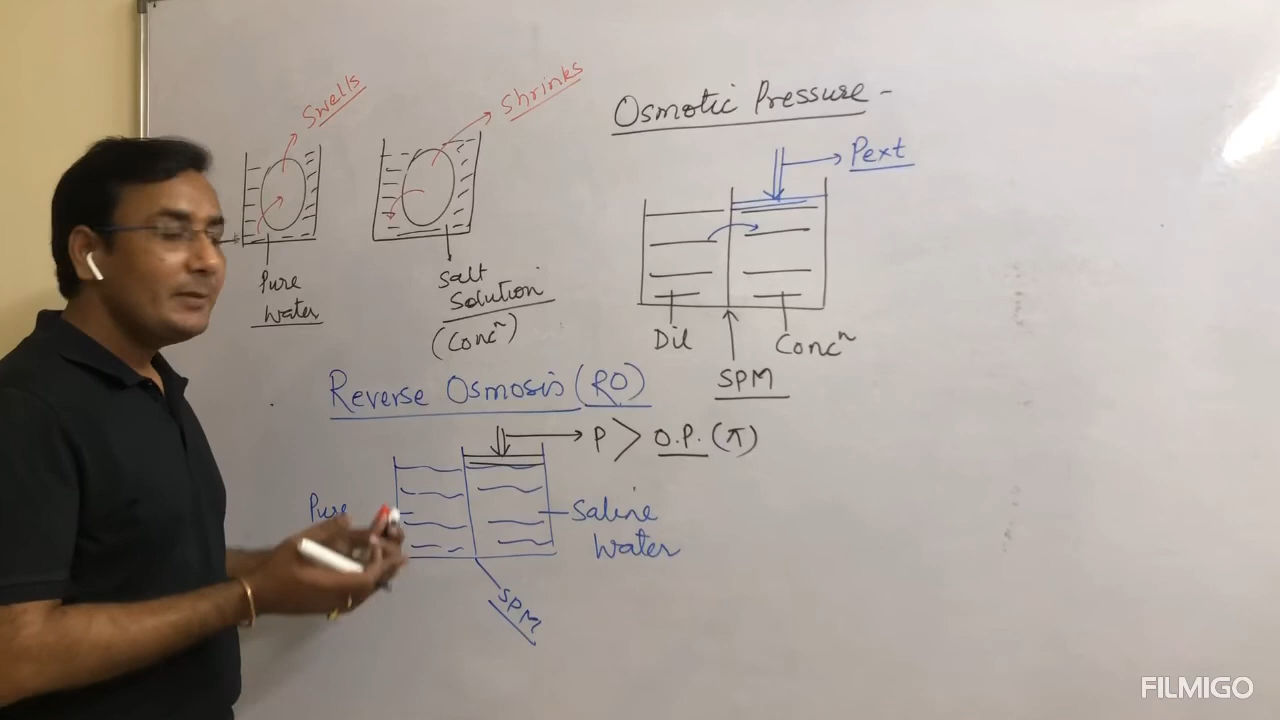 Swells
Shrinks
Osmotic Pressure -
Pext
Pure
Water
Salt
Solution
(Concⁿ)
Dil
Concⁿ
SPM
Reverse Osmosis (RO)
P > O.P. (π)
Pure
Saline
Water
SPM
FILMIGO